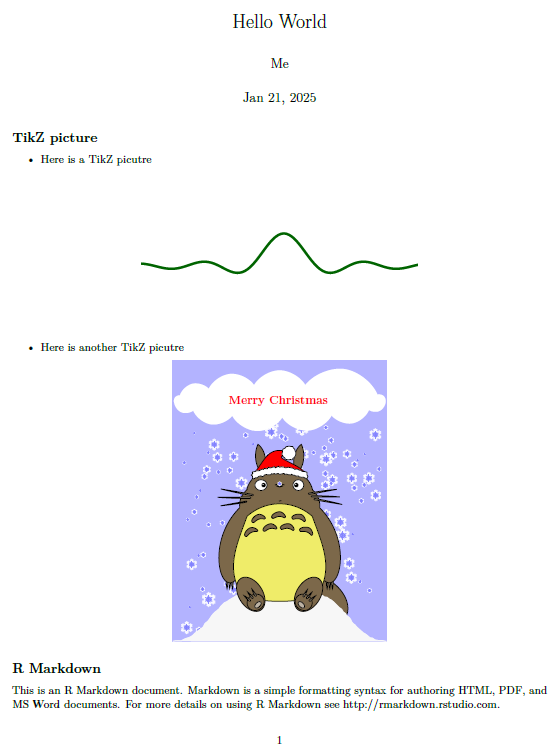 Hello World
Me
Jan 21, 2025
TikZ picture
• Here is a TikZ picutre
• Here is another TikZ picutre
Merry Christmas
R Markdown
This is an R Markdown document. Markdown is a simple formatting syntax for authoring HTML, PDF, and
MS Word documents. For more details on using R Markdown see http://rmarkdown.rstudio.com.
1